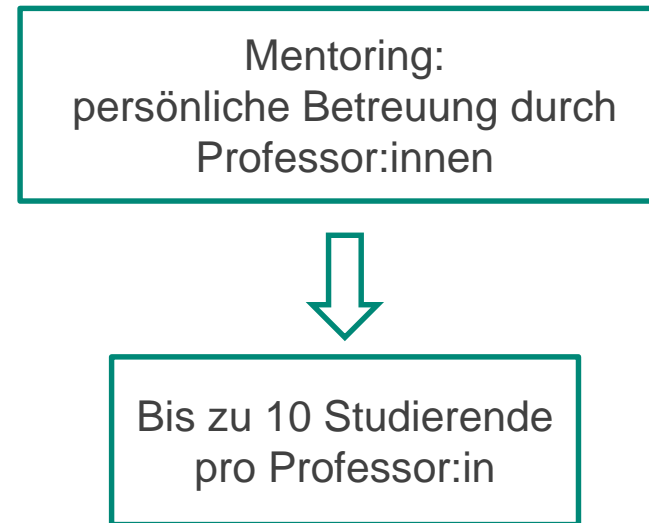 Mentoring:
persönliche Betreuung durch
Professor:innen
Bis zu 10 Studierende
pro Professor:in